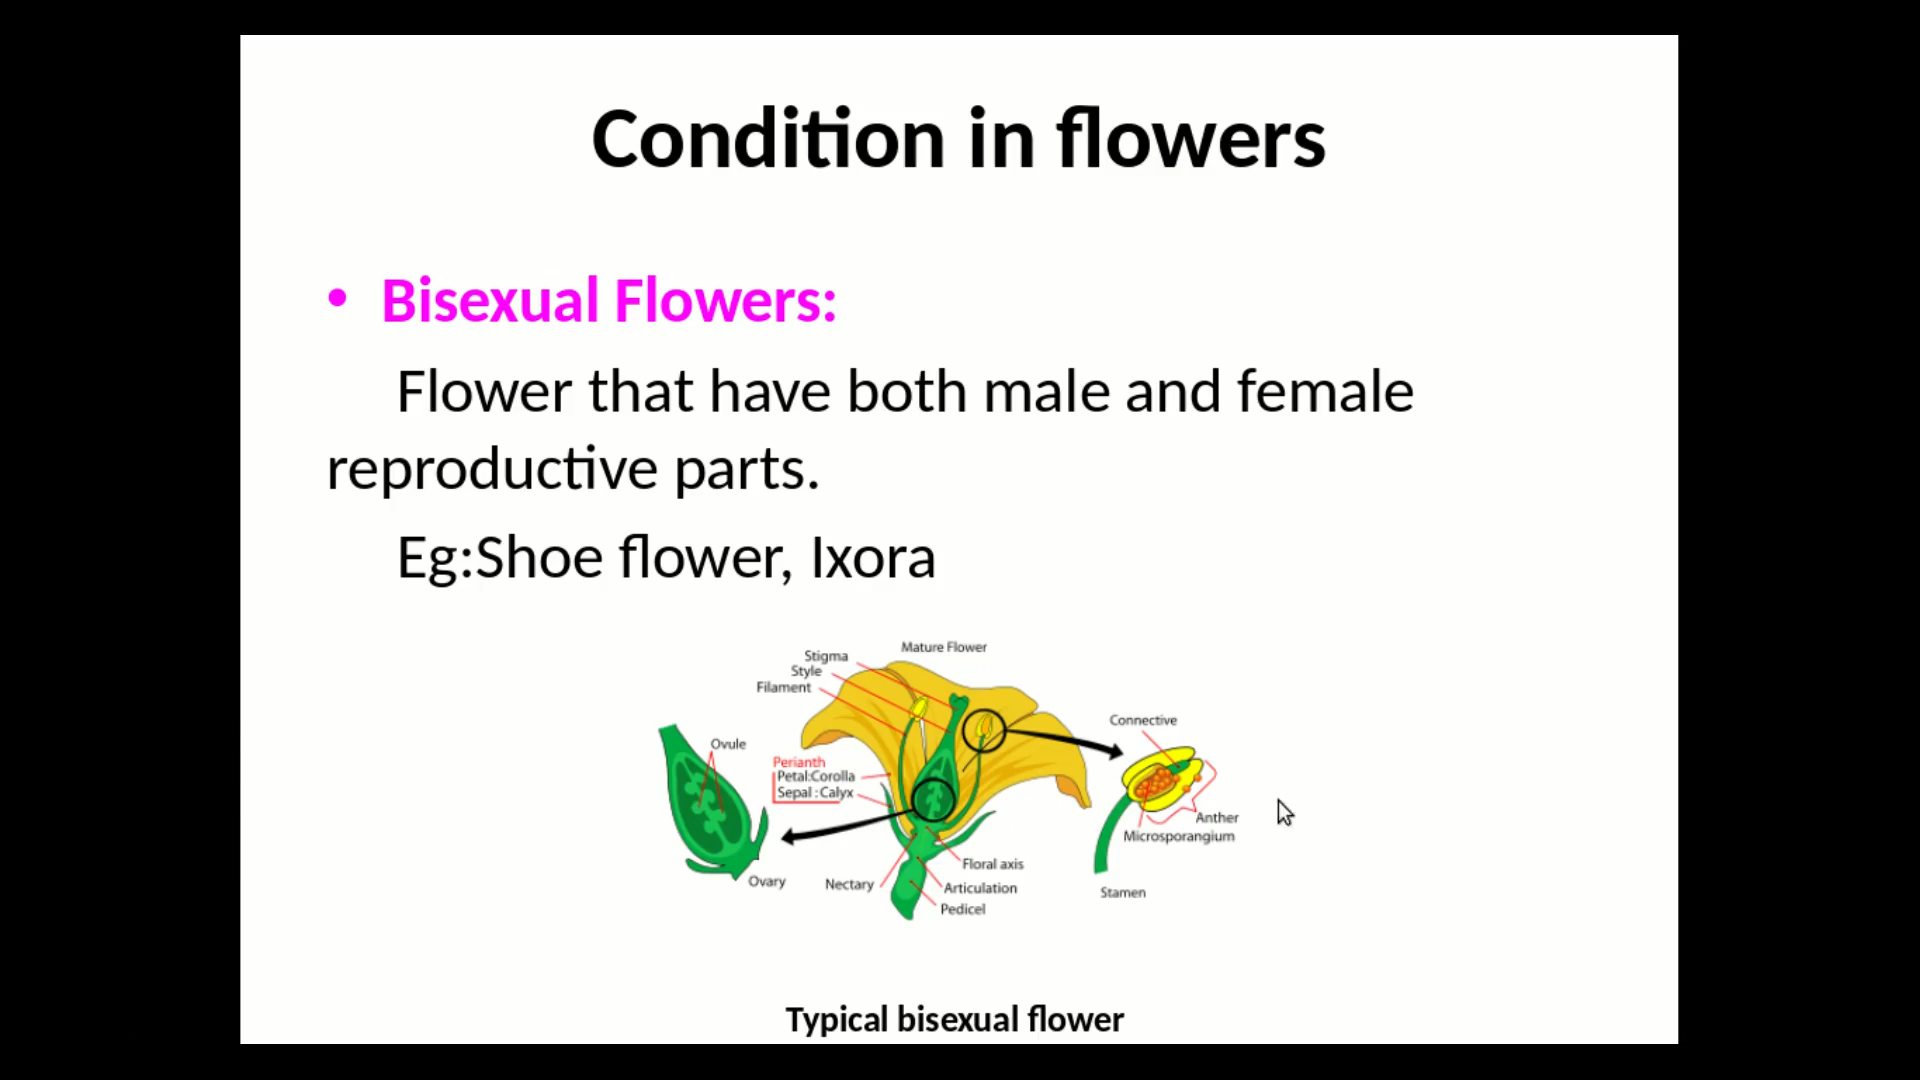 Condition in flowers
• Bisexual Flowers:
Flower that have both male and female
reproductive parts.
Eg:Shoe flower, Ixora
Mature Flower
Stigma
Style
Filament
Connective
Ovule
Perianth
Petal:Corolla
Sepal : Calyx
Anther
Microsporangium
Floral axis
Ovary
Nectary
Articulation
Stamen
Pedicel
Typical bisexual flower